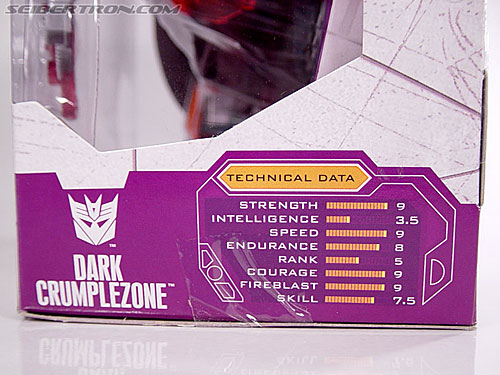 SEIBERTRON.COM
TECHNICAL DATA
STRENGTH 9
INTELLIGENCE 3.5
SPEED 9
ENDURANCE 8
RANK 5
COURAGE 9
FIREBLAST 9
SKILL 7.5
™
DARK
CRUMPLEZONE™